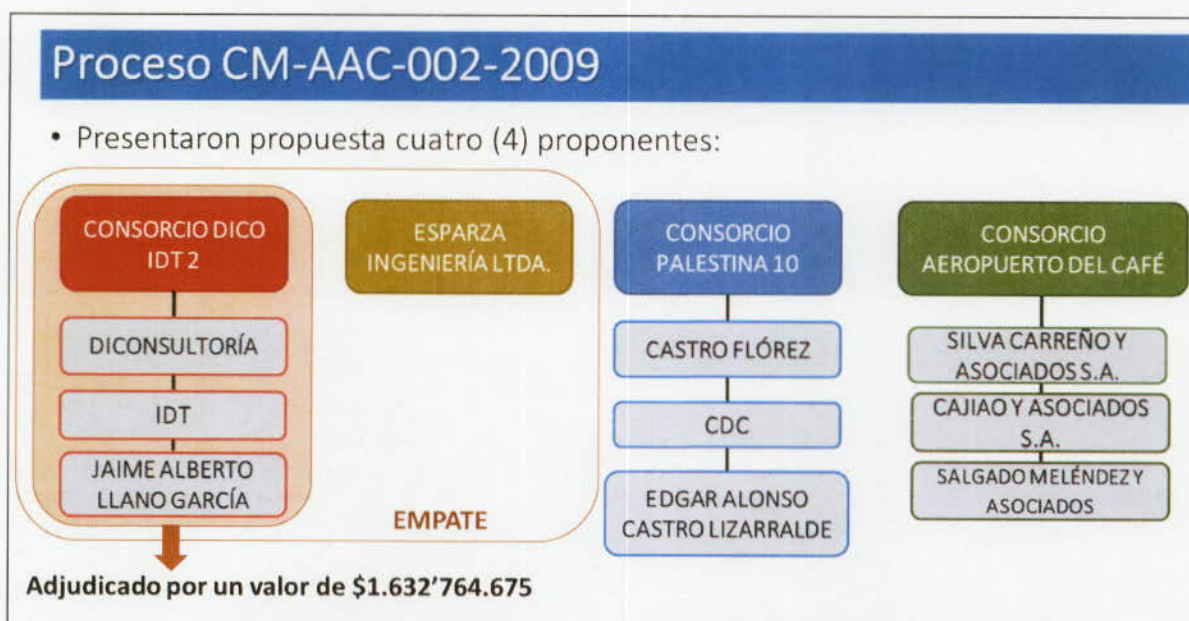 Proceso CM-AAC-002-2009
• Presentaron propuesta cuatro (4) proponentes:
CONSORCIO DICO
IDT 2
DICONSULTORÍA
IDT
JAIME ALBERTO
LLANO GARCÍA
ESPARZA
INGENIERÍA LTDA.
EMPATE
CONSORCIO
PALESTINA 10
CASTRO FLÓREZ
CDC
EDGAR ALONSO
CASTRO LIZARRALDE
CONSORCIO
AEROPUERTO DEL CAFÉ
SILVA CARREÑO Y
ASOCIADOS S.A.
CAJIAO Y ASOCIADOS
S.A.
SALGADO MELÉNDEZ Y
ASOCIADOS
Adjudicado por un valor de $1.632’764.675